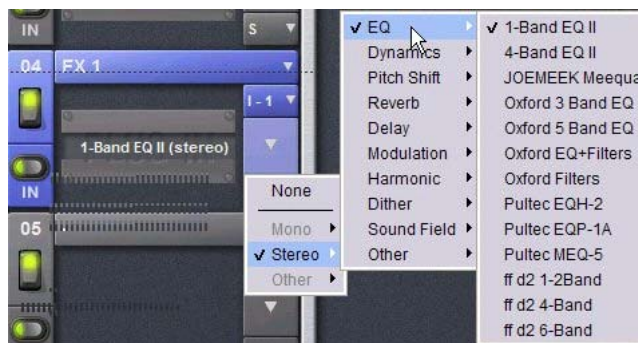 IN
S
04 FX 1
I - 1
1-Band EQ II (stereo)
IN
05
None
Mono
Stereo
Other
EQ
Dynamics
Pitch Shift
Reverb
Delay
Modulation
Harmonic
Dither
Sound Field
Other
1-Band EQ II
4-Band EQ II
JOEMEEK Meequa
Oxford 3 Band EQ
Oxford 5 Band EQ
Oxford EQ+Filters
Oxford Filters
Pultec EQH-2
Pultec EQP-1A
Pultec MEQ-5
ff d2 1-2Band
ff d2 4-Band
ff d2 6-Band